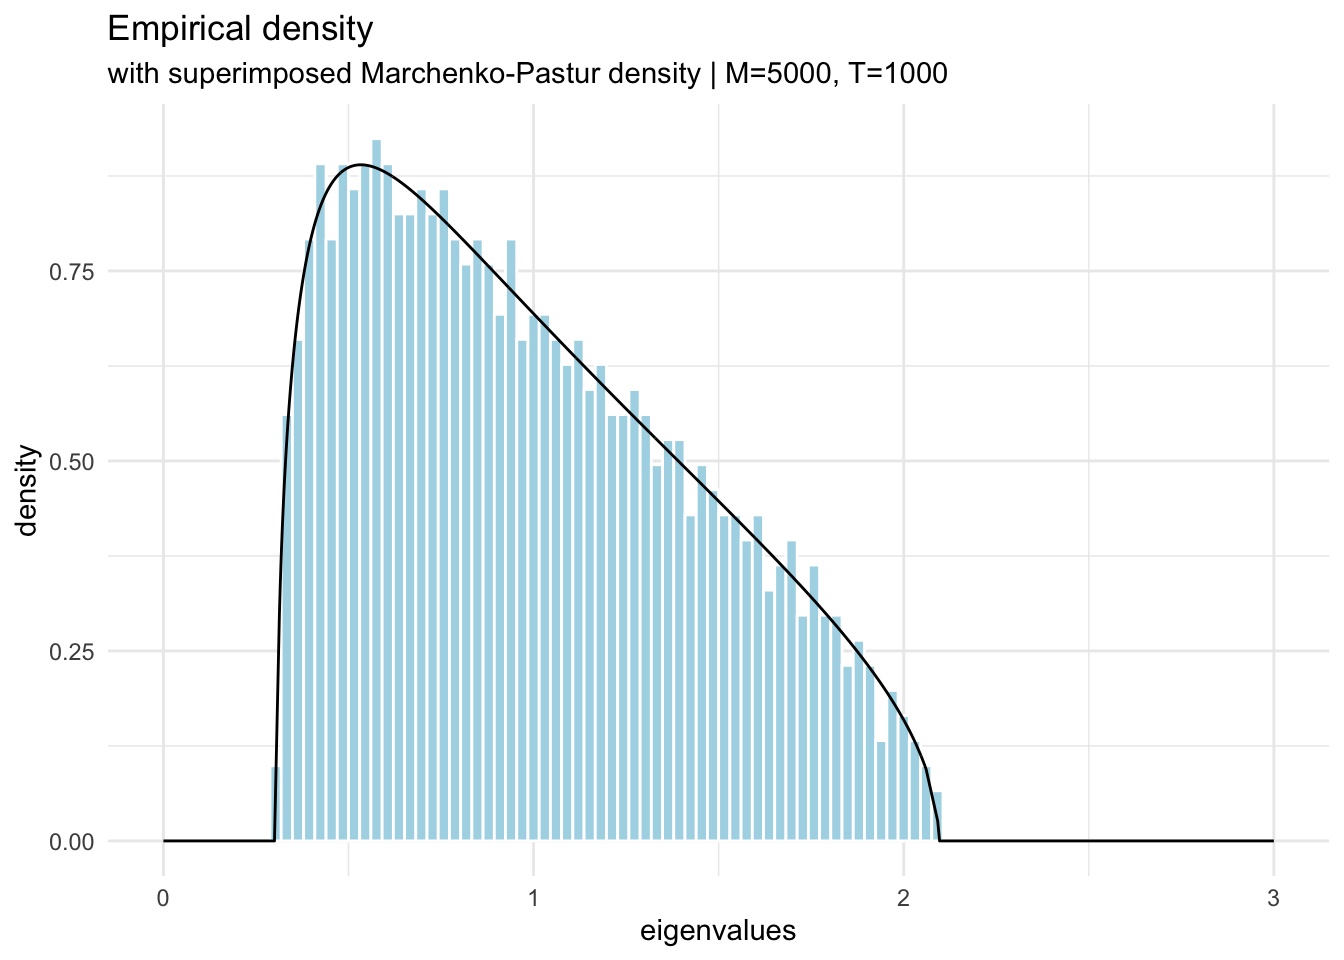 Empirical density
with superimposed Marchenko-Pastur density | M=5000, T=1000
density
0.75
0.50
0.25
0.00
0 1 2 3
eigenvalues